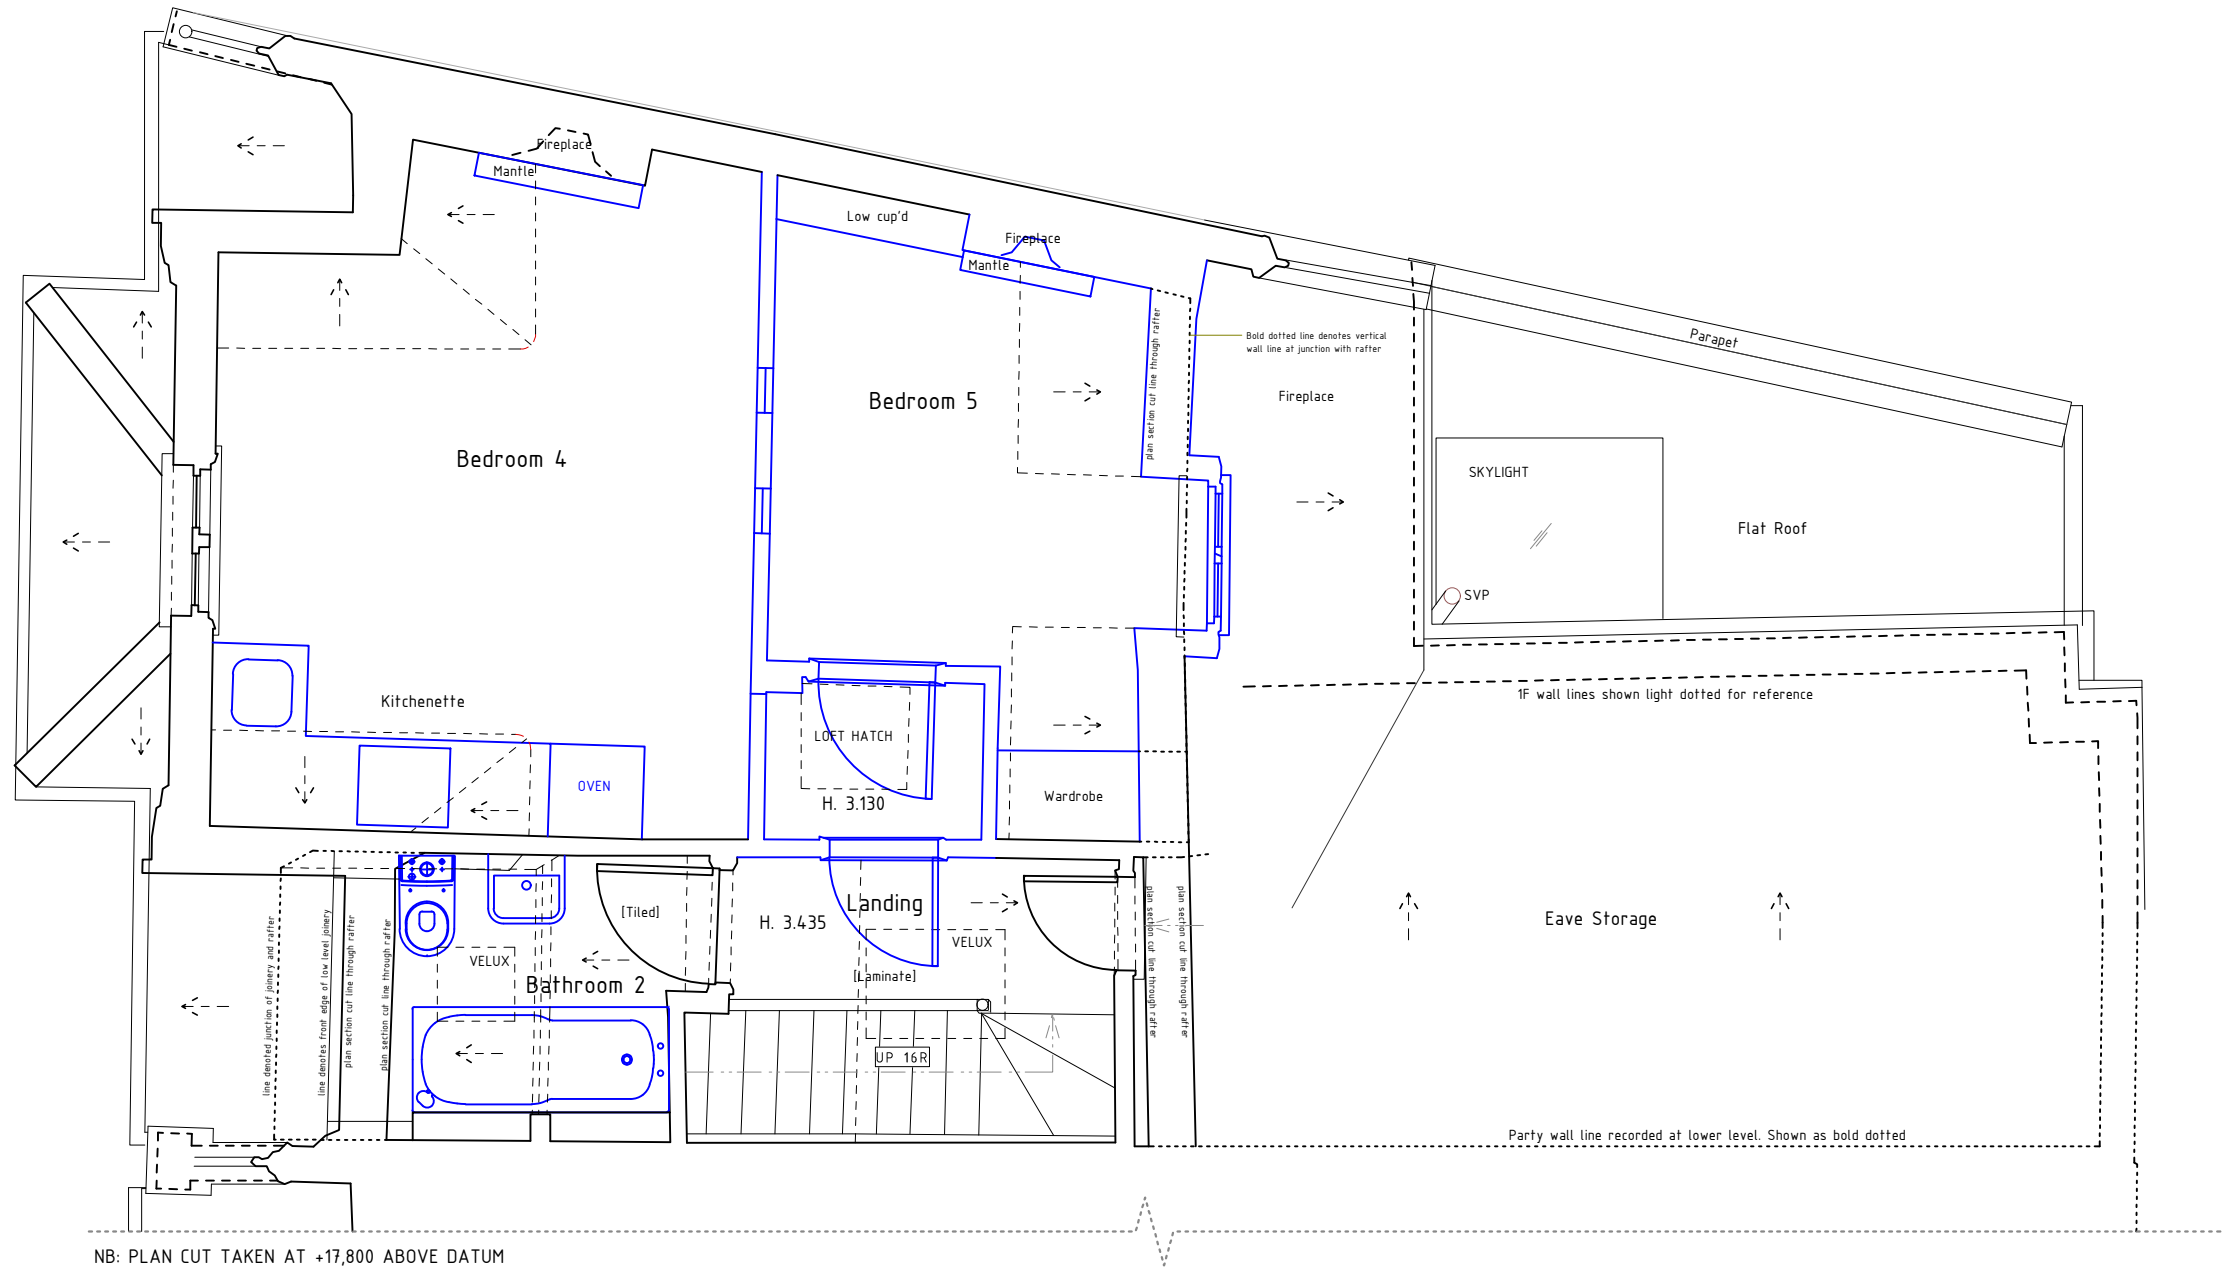 Fireplace
Mantle
Low cup'd
Fireplace
Mantle
Bold dotted line denotes vertical
wall line at junction with rafter
Parapet
plan section cut line through rafter
Bedroom 5
Fireplace
Bedroom 4
SKYLIGHT
Flat Roof
SVP
Kitchenette
1F wall lines shown light dotted for reference
LOFT HATCH
OVEN
H. 3.130
Wardrobe
[Tiled]
Landing
H. 3.435
Eave Storage
VELUX
VELUX
[Laminate]
Bathroom 2
line denoted junction of joinery and rafter
line denotes front edge of low level joinery
plan section cut line through rafter
plan section cut line through rafter
plan section cut line through rafter
plan section cut line through rafter
UP 16R
Party wall line recorded at lower level. Shown as bold dotted
NB: PLAN CUT TAKEN AT +17,800 ABOVE DATUM